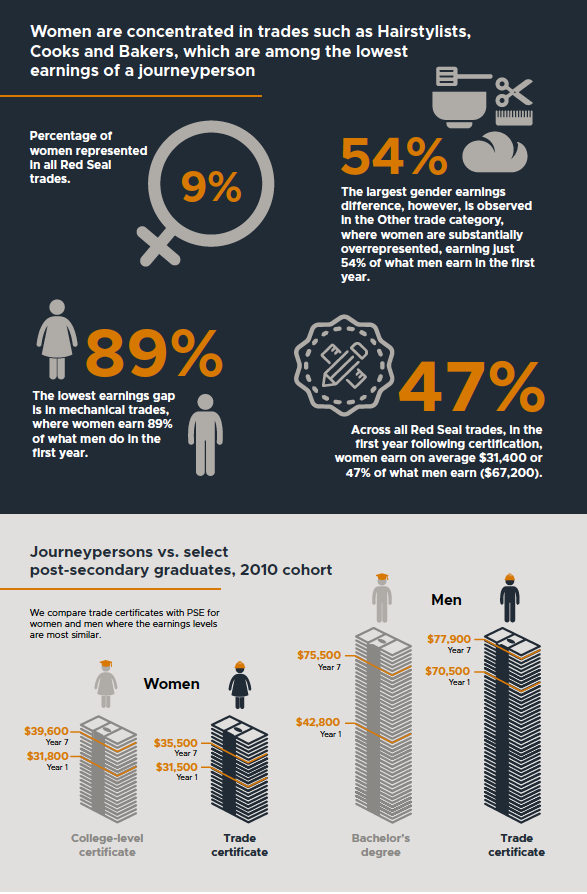 Women are concentrated in trades such as Hairstylists,
Cooks and Bakers, which are among the lowest
earnings of a journeyperson
Percentage of
women represented
in all Red Seal
trades.
9%
54%
The largest gender earnings
difference, however, is observed
in the Other trade category,
where women are substantially
overrepresented, earning just
54% of what men earn in the first
year.
89%
The lowest earnings gap
is in mechanical trades,
where women earn 89%
of what men do in the
first year.
47%
Across all Red Seal trades, in the
first year following certification,
women earn on average $31,400 or
47% of what men earn ($67,200).
Journeypersons vs. select
post-secondary graduates, 2010 cohort
We compare trade certificates with PSE for
women and men where the earnings levels
are most similar.
Women
$39,600
Year 7
$31,800
Year 1
College-level
certificate
$35,500
Year 7
$31,500
Year 1
Trade
certificate
Men
$75,500
Year 7
$42,800
Year 1
Bachelor's
degree
$77,900
Year 7
$70,500
Year 1
Trade
certificate